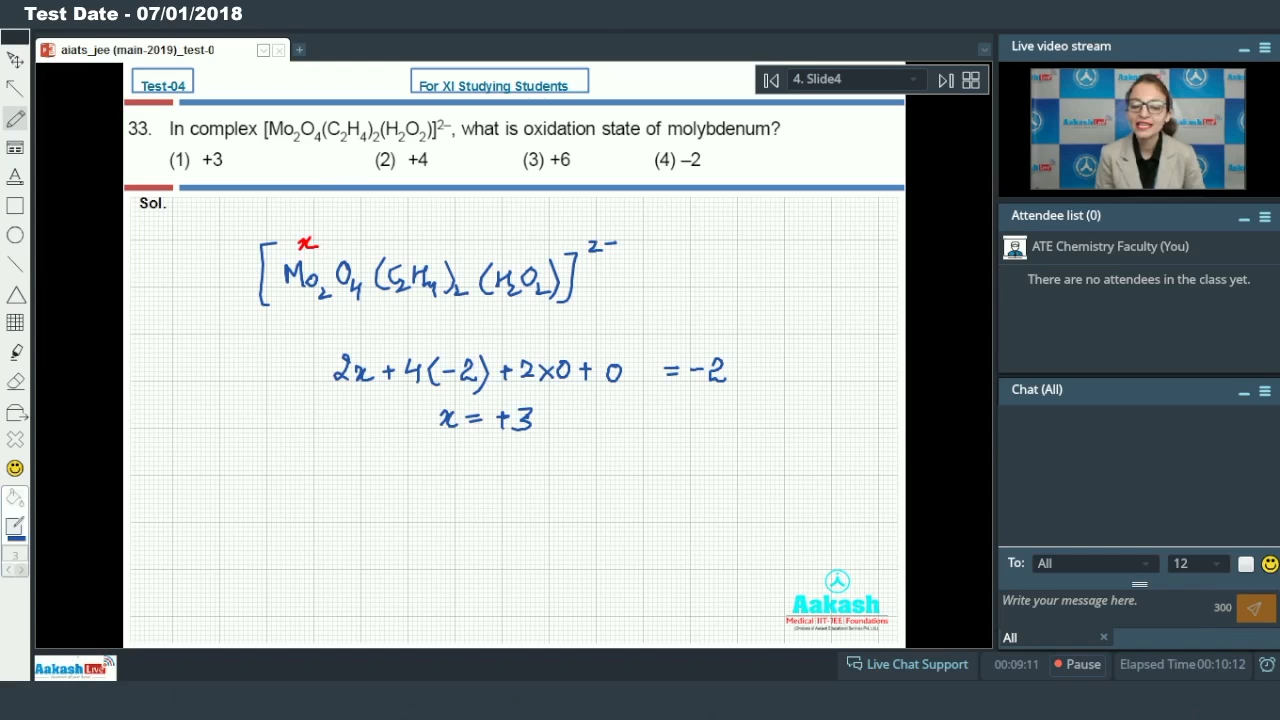 Test Date - 07/01/2018
aiats_jee (main-2019)_test-0
Test-04
For XI Studying Students
4. Slide4
33. In complex [Mo₂O₄(C₂H₄)₂(H₂O₂)]²⁻, what is oxidation state of molybdenum?
(1) +3 (2) +4 (3) +6 (4) –2
Sol.
x
[Mo₂O₄(C₂H₄)₂(H₂O₂)]²⁻
2x + 4(-2) + 2×0 + 0 = -2
x = +3
Aakash
Medical|IIT-JEE|Foundations
Live video stream
Aakash Live
Attendee list (0)
ATE Chemistry Faculty (You)
There are no attendees in the class yet.
Chat (All)
To: All 12
Write your message here.
300
All
3
Aakash Live
Live Chat Support
00:09:11
Pause
Elapsed Time 00:10:12